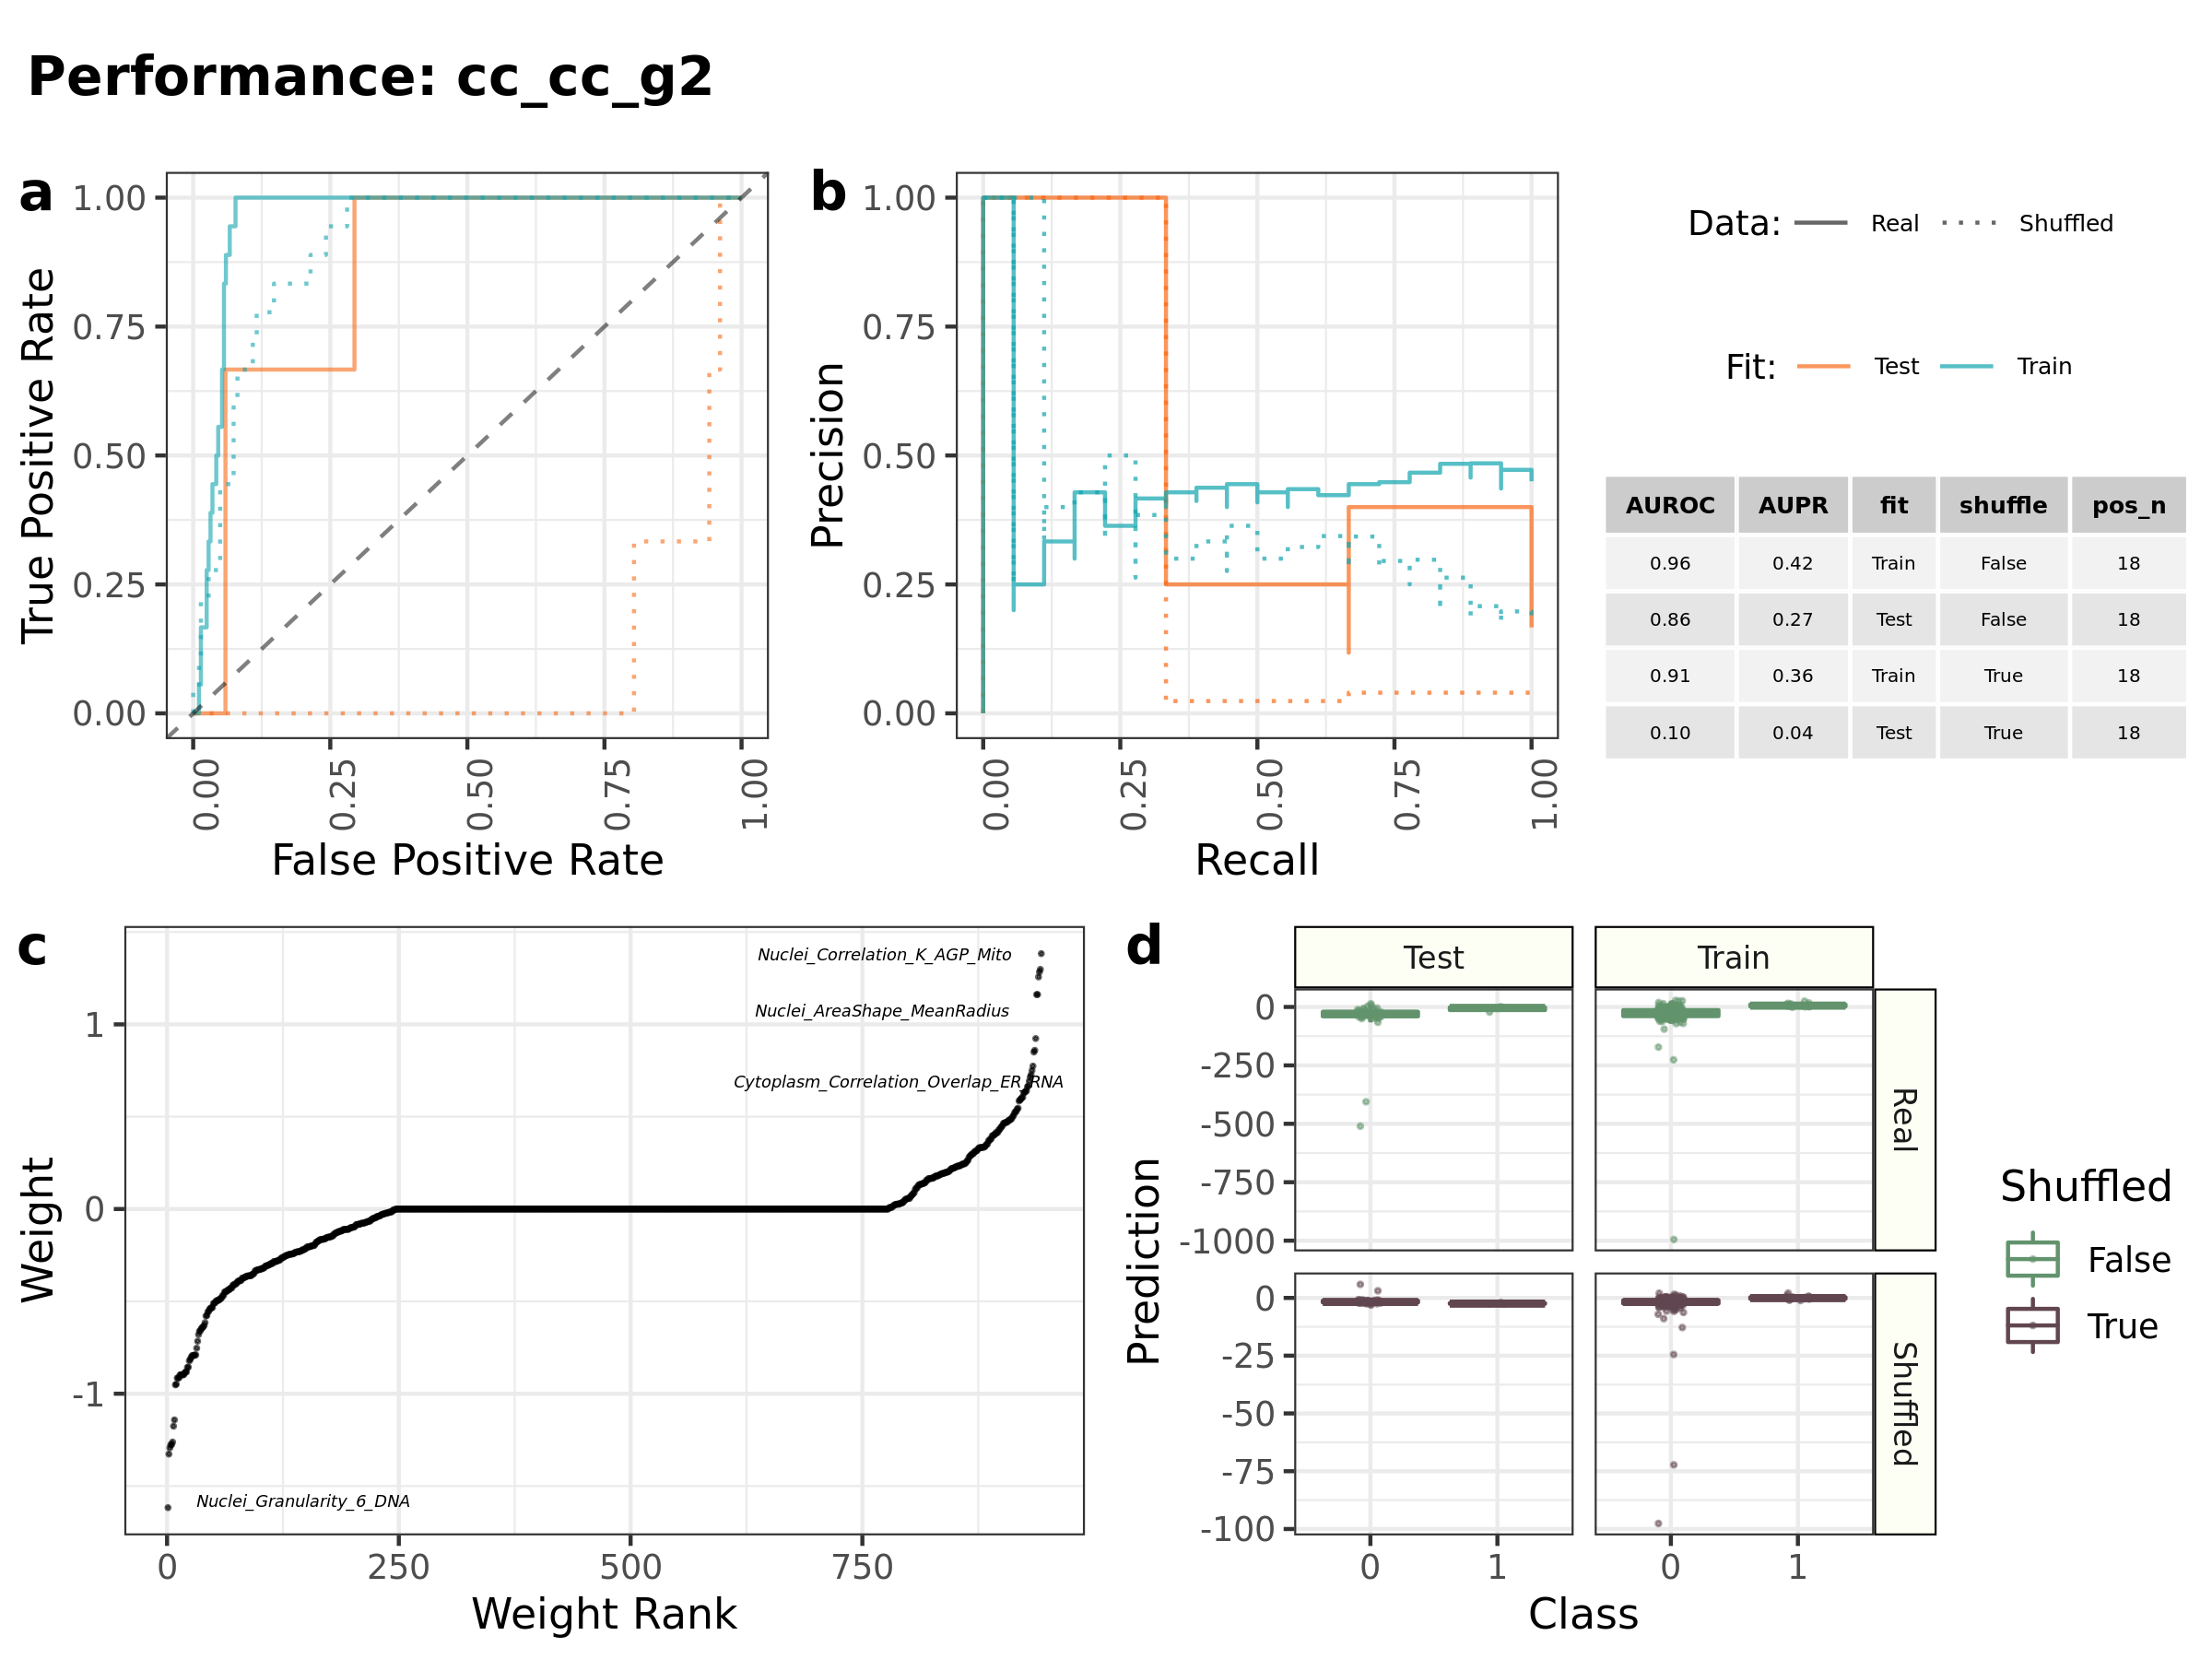 Performance: cc_cc_g2
a
1.00
0.75
0.50
0.25
0.00
True Positive Rate
0.00
0.25
0.50
0.75
1.00
False Positive Rate
b
1.00
0.75
0.50
0.25
0.00
Precision
0.00
0.25
0.50
0.75
1.00
Recall
Data: Real Shuffled
Fit: Test Train
AUROC AUPR fit shuffle pos_n
0.96 0.42 Train False 18
0.86 0.27 Test False 18
0.91 0.36 Train True 18
0.10 0.04 Test True 18
c
1
0
-1
Weight
Nuclei_Correlation_K_AGP_Mito
Nuclei_AreaShape_MeanRadius
Cytoplasm_Correlation_Overlap_ER_RNA
Nuclei_Granularity_6_DNA
0 250 500 750
Weight Rank
d
Test Train
0
-250
-500
-750
-1000
Real
0
-25
-50
-75
-100
Shuffled
Prediction
0 1 0 1
Class
Shuffled
False
True